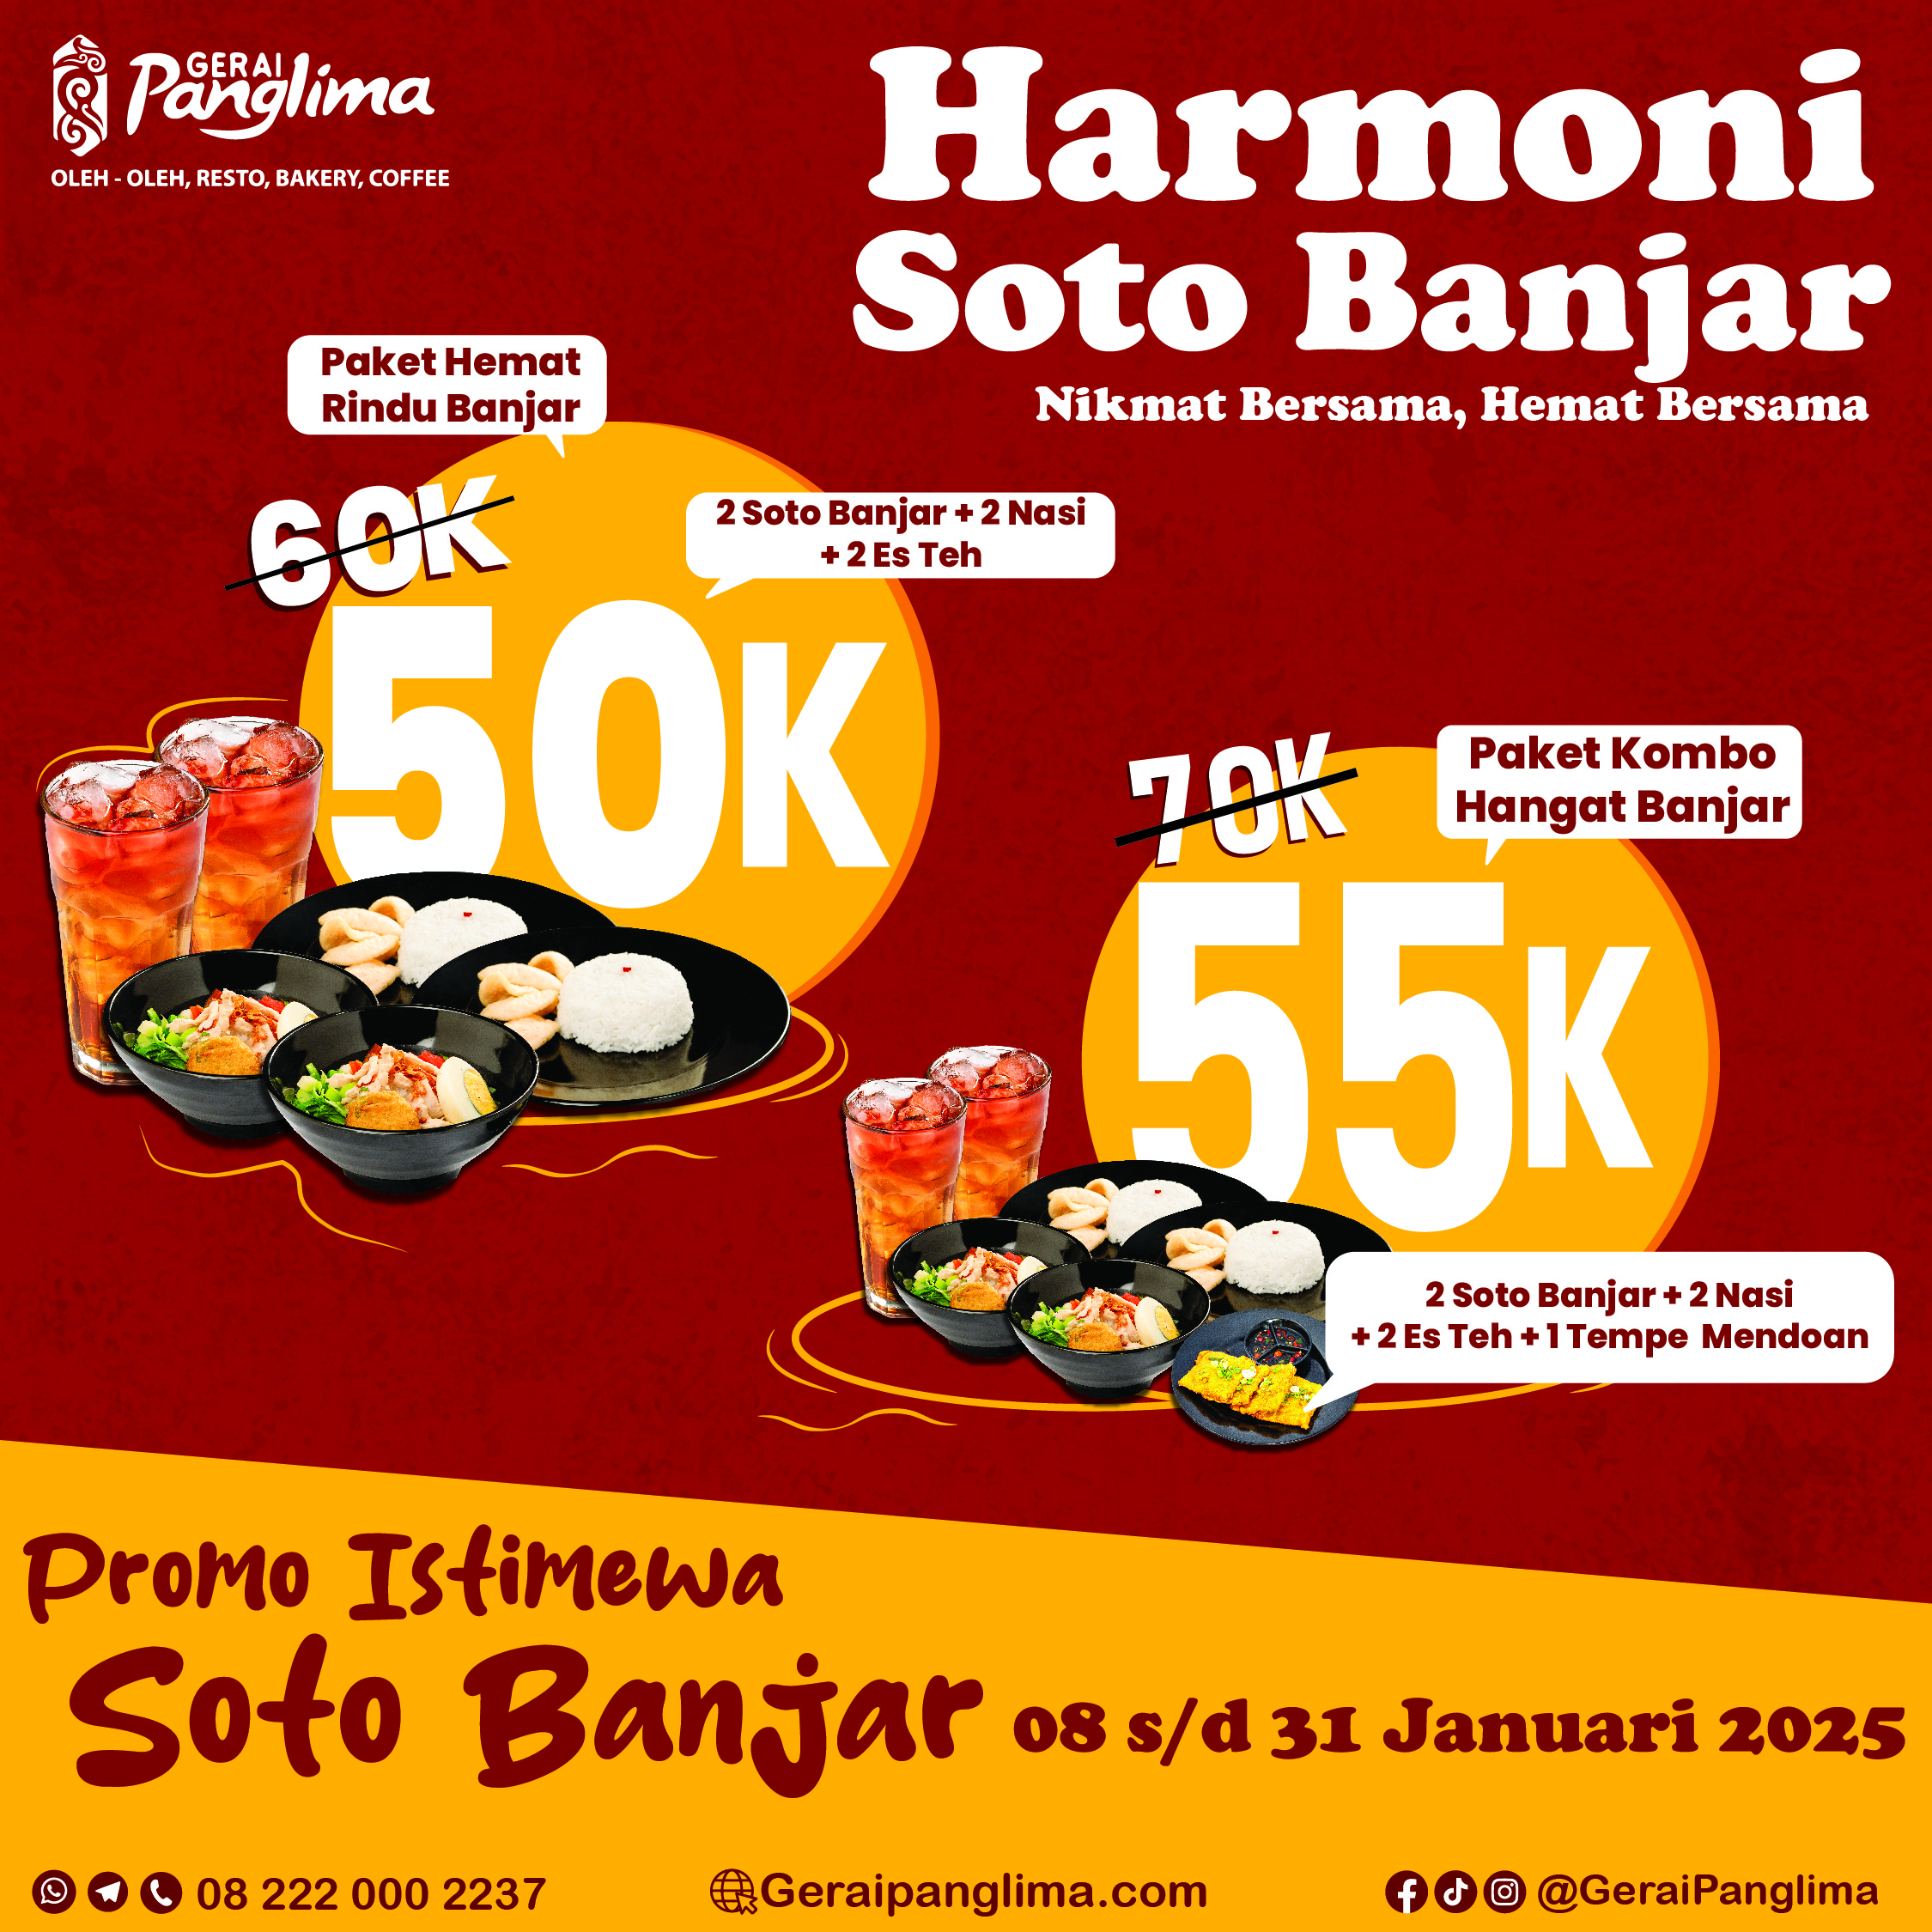 GERAI
Panglima
OLEH - OLEH, RESTO, BAKERY, COFFEE
Harmoni
Soto Banjar
Nikmat Bersama, Hemat Bersama
Paket Hemat
Rindu Banjar
60K
2 Soto Banjar + 2 Nasi
+ 2 Es Teh
50K
70K
Paket Kombo
Hangat Banjar
55K
2 Soto Banjar + 2 Nasi
+ 2 Es Teh + 1 Tempe Mendoan
Promo Istimewa
Soto Banjar 08 s/d 31 Januari 2025
08 222 000 2237
Geraipanglima.com
@GeraiPanglima